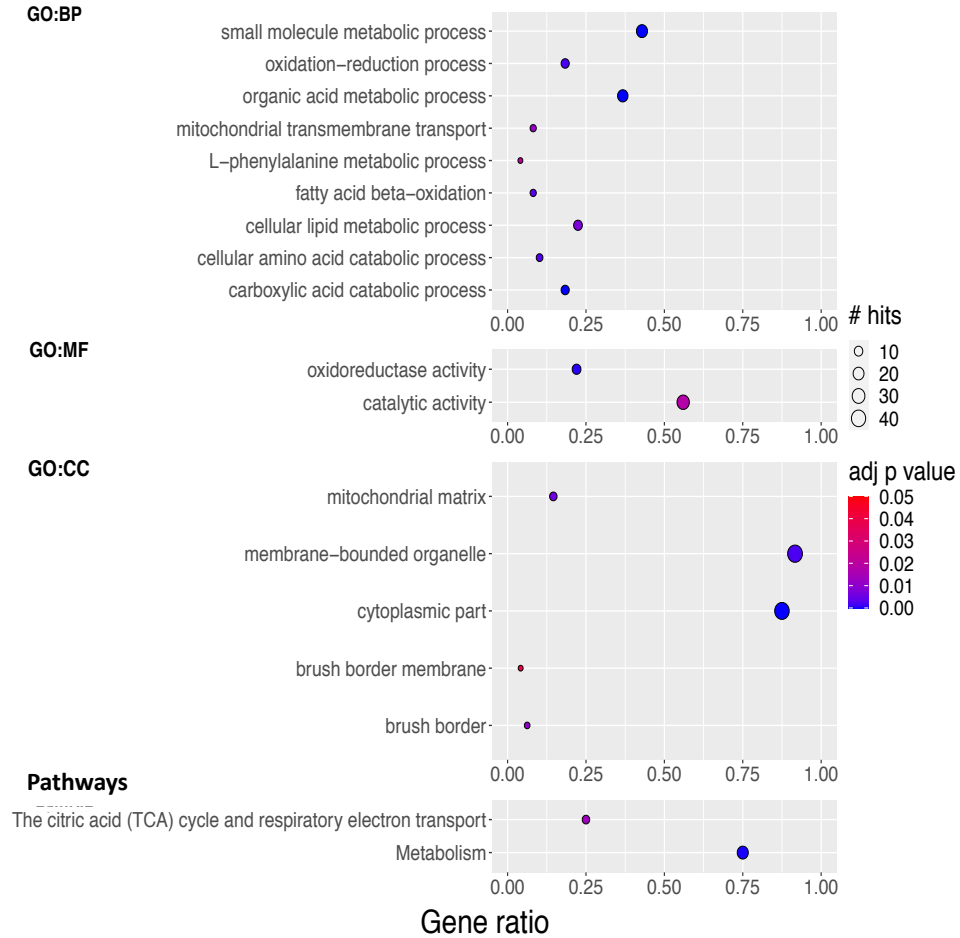 GO:BP
small molecule metabolic process
oxidation−reduction process
organic acid metabolic process
mitochondrial transmembrane transport
L−phenylalanine metabolic process
fatty acid beta−oxidation
cellular lipid metabolic process
cellular amino acid catabolic process
carboxylic acid catabolic process
0.00 0.25 0.50 0.75 1.00
GO:MF
oxidoreductase activity
catalytic activity
0.00 0.25 0.50 0.75 1.00
# hits
10
20
30
40
GO:CC
mitochondrial matrix
membrane−bounded organelle
cytoplasmic part
brush border membrane
brush border
0.00 0.25 0.50 0.75 1.00
adj p value
0.05
0.04
0.03
0.02
0.01
0.00
Pathways
The citric acid (TCA) cycle and respiratory electron transport
Metabolism
0.00 0.25 0.50 0.75 1.00
Gene ratio